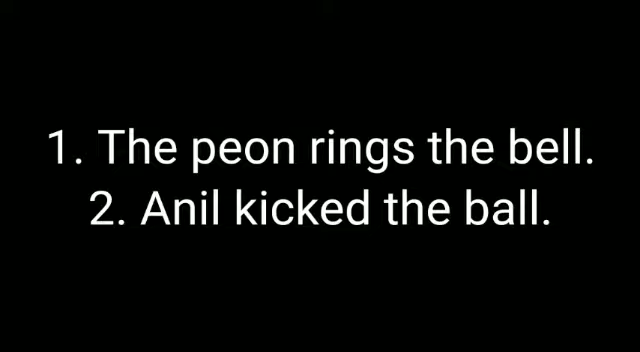 1. The peon rings the bell.
2. Anil kicked the ball.